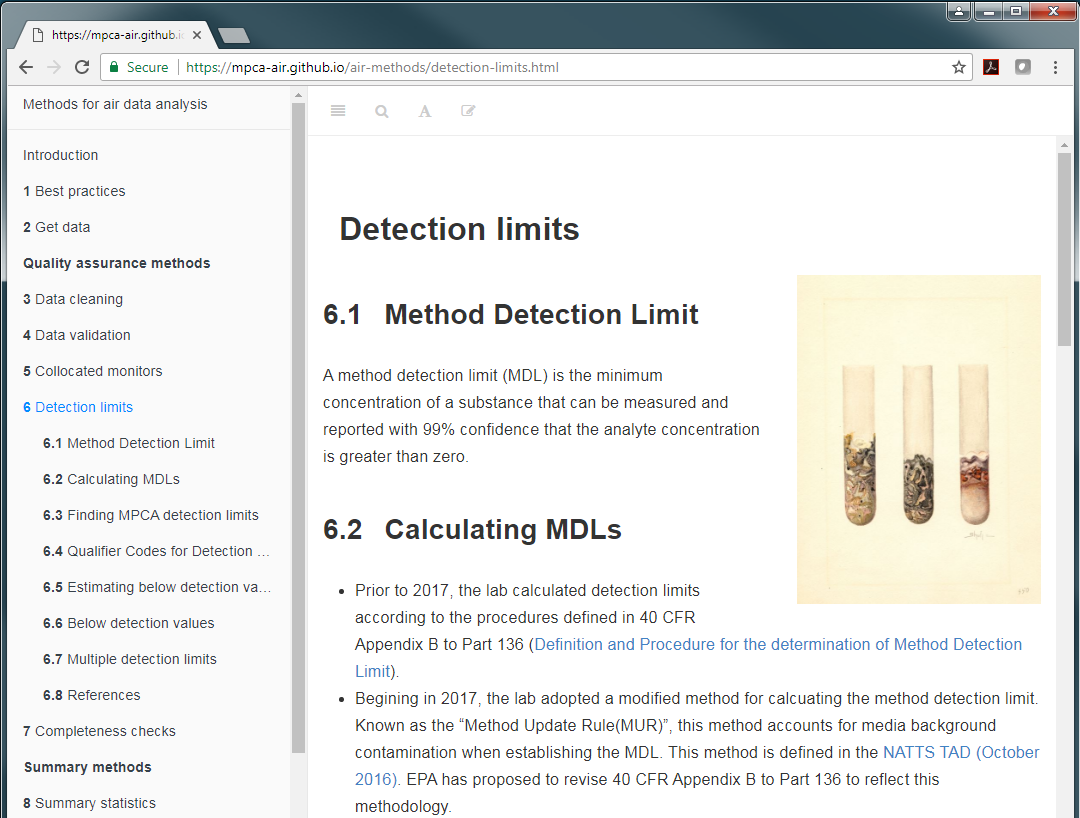 https://mpca-air.github.i
Secure
https://mpca-air.github.io/air-methods/detection-limits.html
Methods for air data analysis
Introduction
1 Best practices
2 Get data
Quality assurance methods
3 Data cleaning
4 Data validation
5 Collocated monitors
6 Detection limits
6.1 Method Detection Limit
6.2 Calculating MDLs
6.3 Finding MPCA detection limits
6.4 Qualifier Codes for Detection …
6.5 Estimating below detection va…
6.6 Below detection values
6.7 Multiple detection limits
6.8 References
7 Completeness checks
Summary methods
8 Summary statistics
A
Detection limits
6.1 Method Detection Limit
A method detection limit (MDL) is the minimum
concentration of a substance that can be measured and
reported with 99% confidence that the analyte concentration
is greater than zero.
6.2 Calculating MDLs
• Prior to 2017, the lab calculated detection limits
according to the procedures defined in 40 CFR
Appendix B to Part 136 (Definition and Procedure for the determination of Method Detection
Limit).
• Begining in 2017, the lab adopted a modified method for calcuating the method detection limit.
Known as the “Method Update Rule(MUR)”, this method accounts for media background
contamination when establishing the MDL. This method is defined in the NATTS TAD (October
2016). EPA has proposed to revise 40 CFR Appendix B to Part 136 to reflect this
methodology.